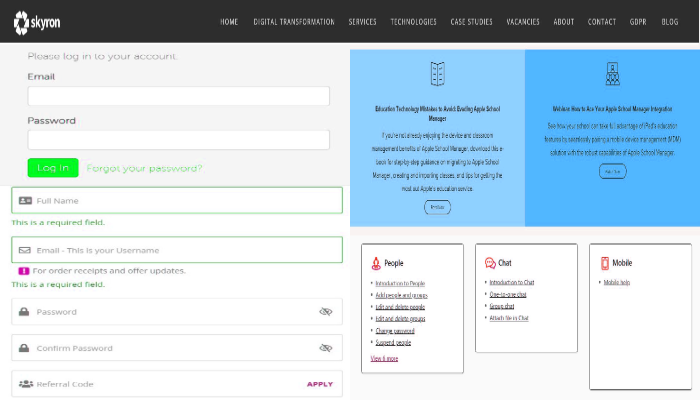 skyron
HOME DIGITAL TRANSFORMATION SERVICES TECHNOLOGIES CASE STUDIES VACANCIES ABOUT CONTACT GDPR BLOG
Please log in to your account.
Email
Password
Log In Forgot your password?
Full Name
This is a required field.
Email - This is your Username
For order receipts and offer updates.
This is a required field.
Password
Confirm Password
Referral Code APPLY
Education Technology Mistakes to Avoid: Evading Apple School
Manager
If you're not already enjoying the device and classroom
management benefits of Apple School Manager, download this e-
book for step-by-step guidance on migrating to Apple School
Manager, creating and importing classes, and tips for getting the
most out Apple's education service.
Webinar: How to Ace Your Apple School Manager Integration
See how your school can take full advantage of iPad's education
features by seamlessly pairing a mobile device management (MDM)
solution with the robust capabilities of Apple School Manager.
People
Introduction to People
Add people and groups
Edit and delete people
Edit and delete groups
Change password
Suspend people
View 6 more
Chat
Introduction to Chat
One-to-one chat
Group chat
Attach file in Chat
Mobile
Mobile help